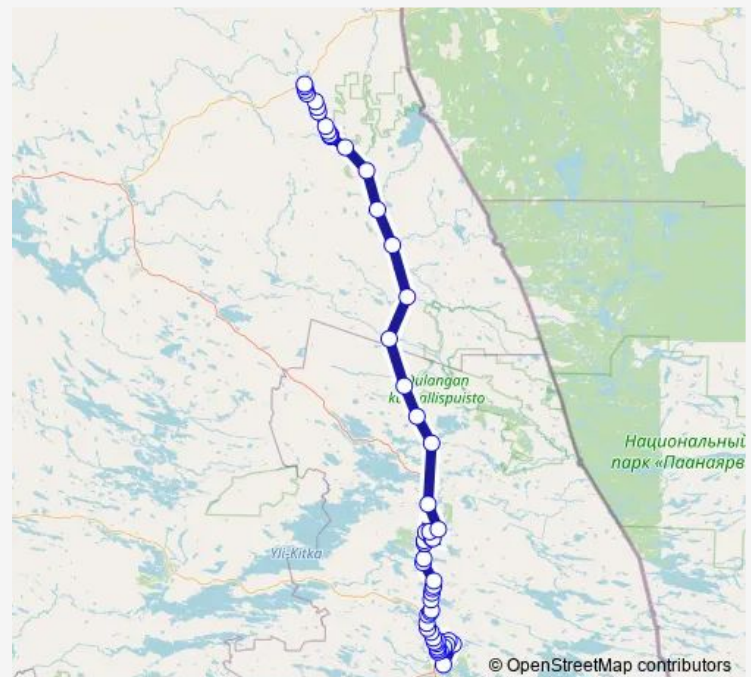 Oulangan
kansallispuisto
Национальный
парк «Паанаярв
Yli-Kitka
© OpenStreetMap contributors